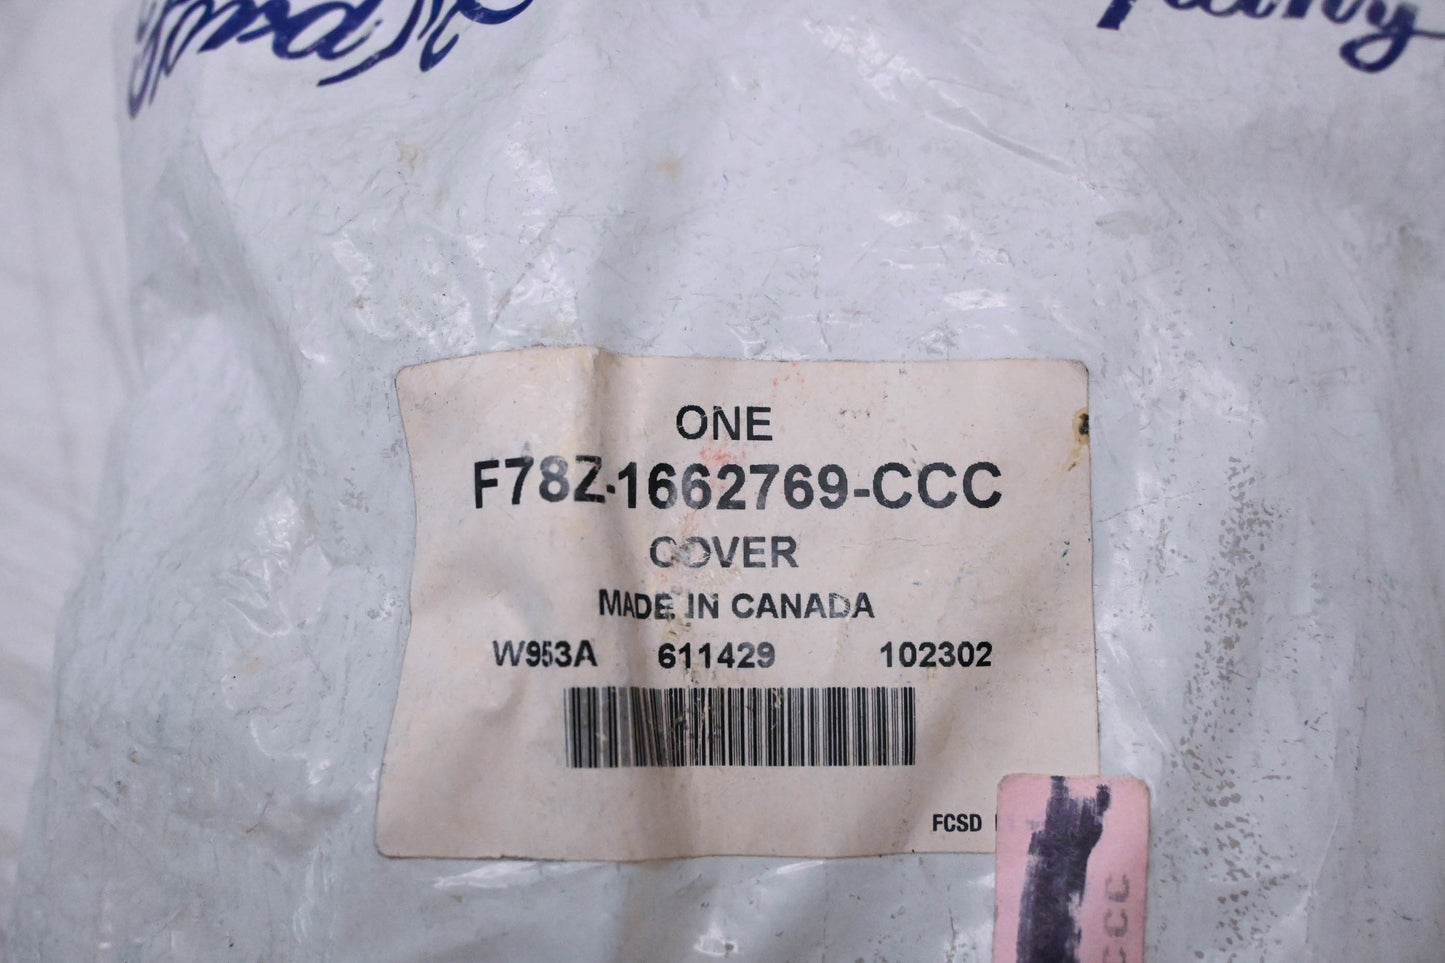 ONE
F78Z-1662769-CCC
COVER
MADE IN CANADA
W953A 611429 102302
FCSD
CCC